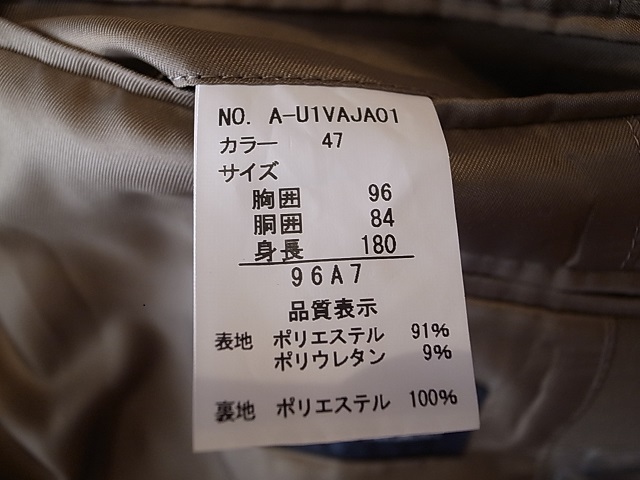 NO. A-U1VAJA01
カラー 47
サイズ
胸囲 96
胴囲 84
身長 180
96A7
品質表示
表地 ポリエステル 91%
ポリウレタン 9%
裏地 ポリエステル 100%